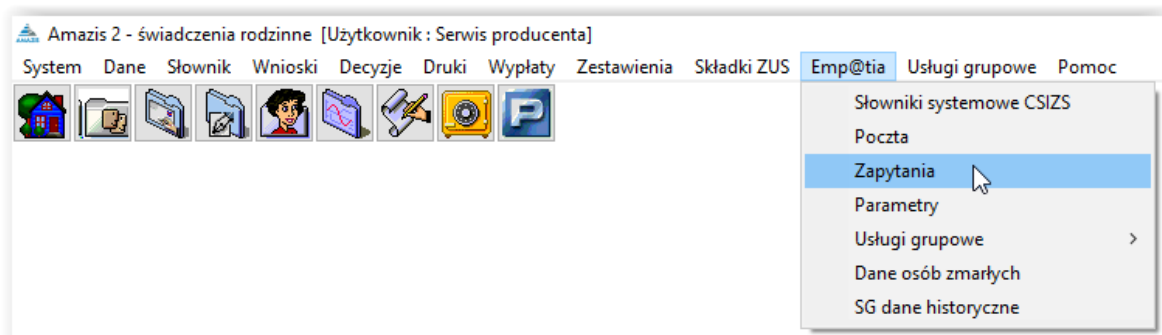 Amazis 2 - świadczenia rodzinne [Użytkownik : Serwis producenta]
System Dane Słownik Wnioski Decyzje Druki Wypłaty Zestawienia Składki ZUS Emp@tia Usługi grupowe Pomoc
Słowniki systemowe CSIZS
Poczta
Zapytania
Parametry
Usługi grupowe
Dane osób zmarłych
SG dane historyczne